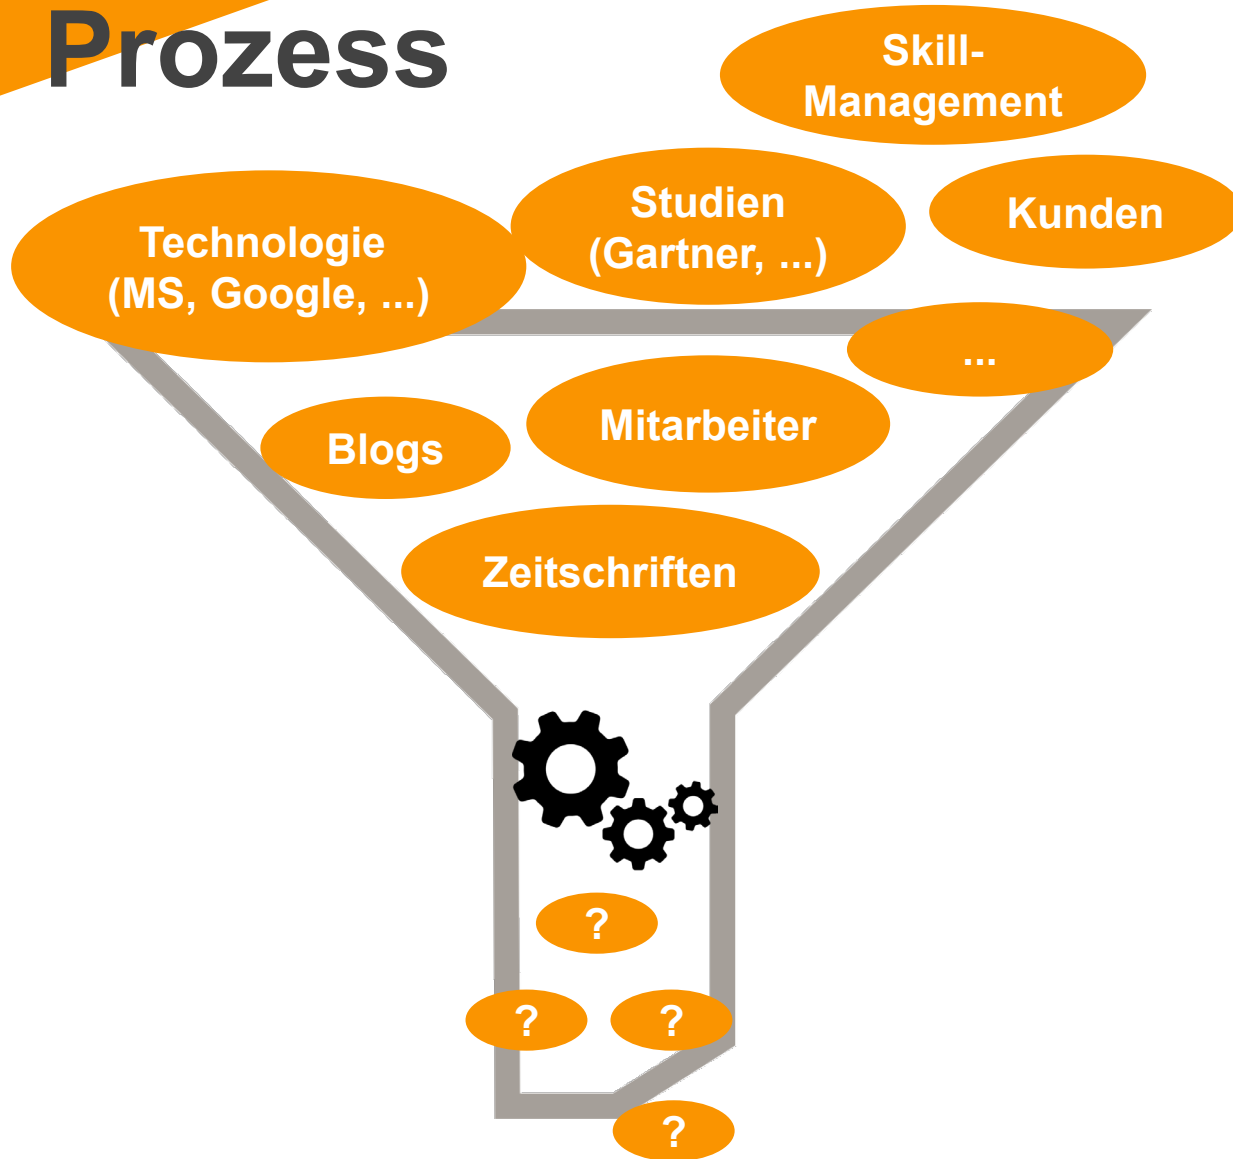 Prozess
Skill-
Management
Studien
(Gartner, ...)
Kunden
Technologie
(MS, Google, ...)
...
Mitarbeiter
Blogs
Zeitschriften
?
?
?
?